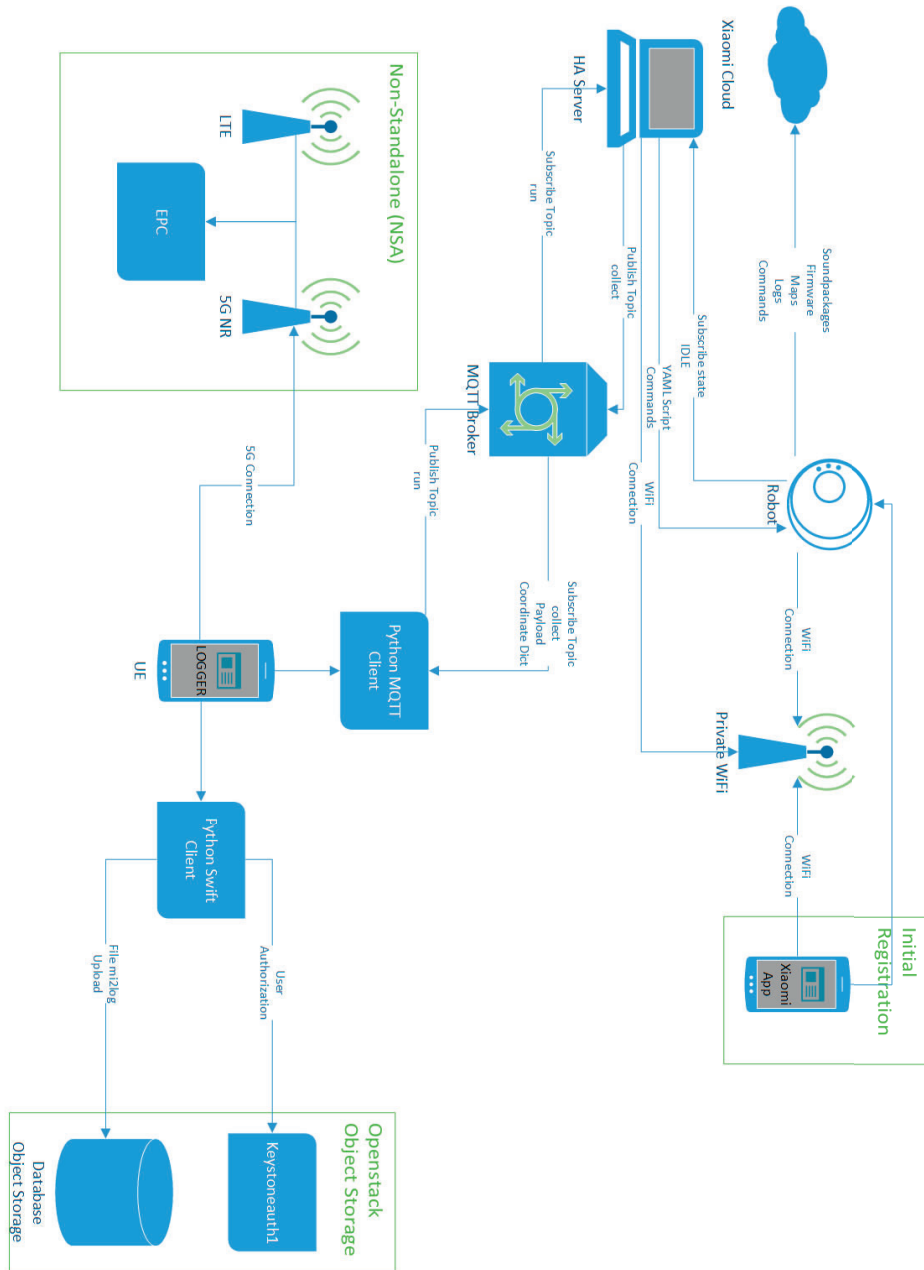 Xiaomi Cloud
Soundpackages
Firmware
Maps
Logs
Commands
Robot
WiFi
Connection
Private WiFi
WiFi
Connection
Initial
Registration
Xiaomi
App
HA Server
Subscribe state
IDLE
YAML Script
Commands
WiFi
Connection
Publish Topic
collect
Subscribe Topic
run
MQTT Broker
Subscribe Topic
collect
Payload
Coordinate Dict
Publish Topic
run
Python MQTT
Client
Non-Standalone (NSA)
LTE
5G NR
EPC
5G Connection
LOGGER
UE
Python Swift
Client
User
Authorization
File mi2log
Upload
Openstack
Object Storage
Keystoneauth1
Database
Object Storage